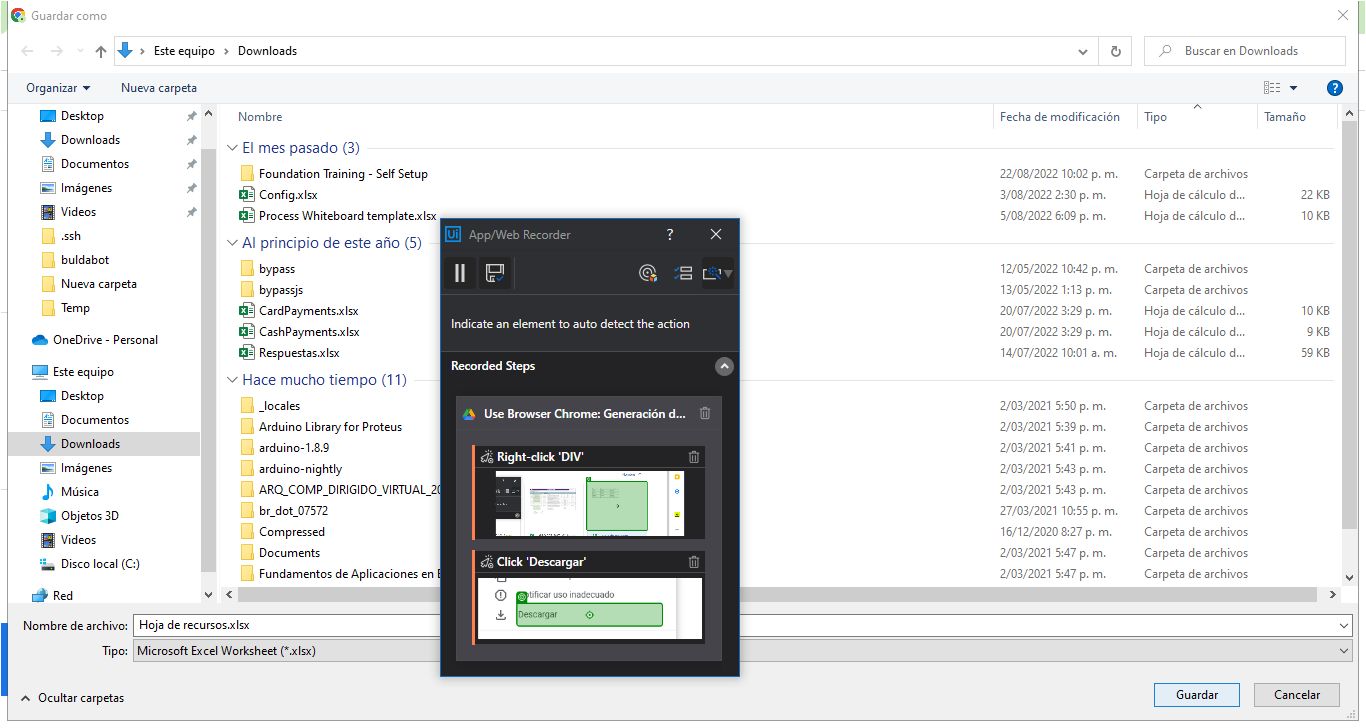 Guardar como
Este equipo > Downloads
Buscar en Downloads
Organizar Nueva carpeta
Desktop
Downloads
Documentos
Imágenes
Videos
.ssh
buldabot
Nueva carpeta
Temp
OneDrive - Personal
Este equipo
Desktop
Documentos
Downloads
Imágenes
Música
Objetos 3D
Videos
Disco local (C:)
Red
Nombre Fecha de modificación Tipo Tamaño
El mes pasado (3)
Foundation Training - Self Setup 22/08/2022 10:02 p. m. Carpeta de archivos
Config.xlsx 3/08/2022 2:30 p. m. Hoja de cálculo d... 22 KB
Process Whiteboard template.xlsx 5/08/2022 6:09 p. m. Hoja de cálculo d... 10 KB
Al principio de este año (5)
bypass 12/05/2022 10:42 p. m. Carpeta de archivos
bypassjs 13/05/2022 1:13 p. m. Carpeta de archivos
CardPayments.xlsx 20/07/2022 3:29 p. m. Hoja de cálculo d... 10 KB
CashPayments.xlsx 20/07/2022 3:29 p. m. Hoja de cálculo d... 9 KB
Respuestas.xlsx 14/07/2022 10:01 a. m. Hoja de cálculo d... 59 KB
Hace mucho tiempo (11)
_locales 2/03/2021 5:50 p. m. Carpeta de archivos
Arduino Library for Proteus 2/03/2021 5:39 p. m. Carpeta de archivos
arduino-1.8.9 2/03/2021 5:41 p. m. Carpeta de archivos
arduino-nightly 2/03/2021 5:43 p. m. Carpeta de archivos
ARQ_COMP_DIRIGIDO_VIRTUAL_20 2/03/2021 5:43 p. m. Carpeta de archivos
br_dot_07572 27/03/2021 10:55 p. m. Carpeta de archivos
Compressed 16/12/2020 8:27 p. m. Carpeta de archivos
Documents 2/03/2021 5:47 p. m. Carpeta de archivos
Fundamentos de Aplicaciones en E 2/03/2021 5:47 p. m. Carpeta de archivos
Ui App/Web Recorder ?
Indicate an element to auto detect the action
Recorded Steps
Use Browser Chrome: Generación d...
Right-click 'DIV'
Click 'Descargar'
tificar uso inadecuado
Descargar
Nombre de archivo: Hoja de recursos.xlsx
Tipo: Microsoft Excel Worksheet (*.xlsx)
Ocultar carpetas
Guardar Cancelar